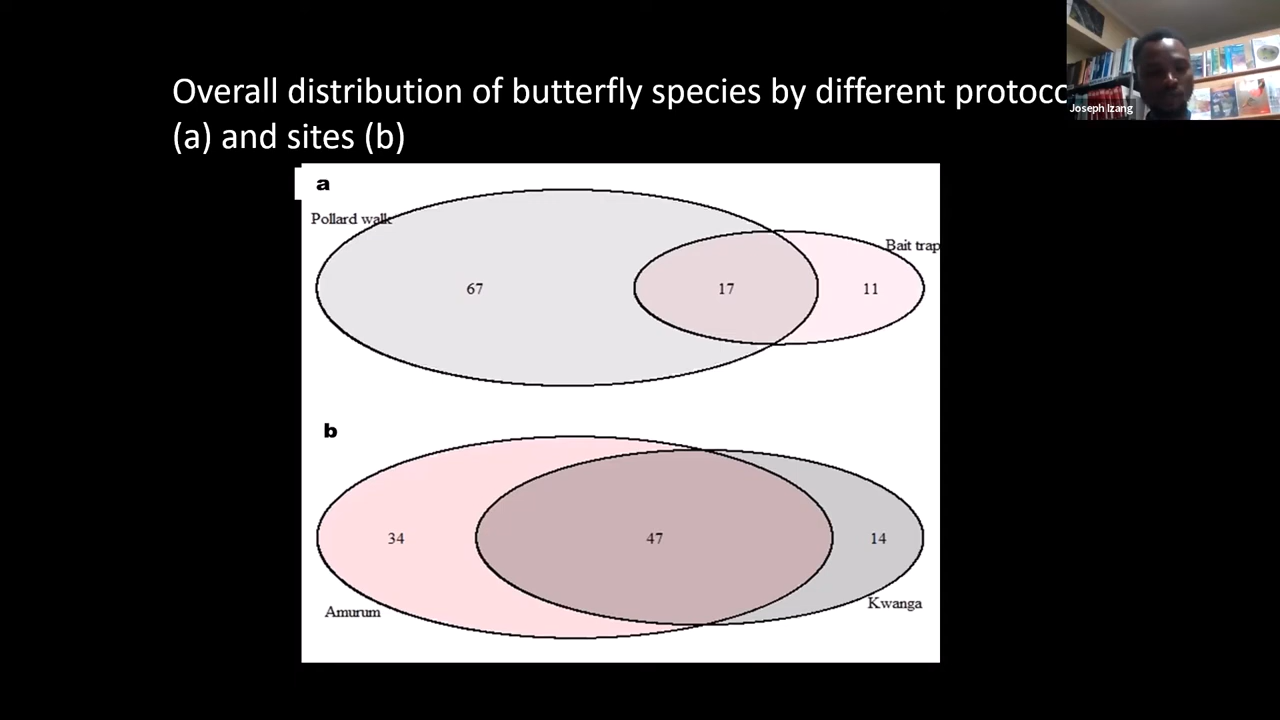 Overall distribution of butterfly species by different protoco
(a) and sites (b)
Joseph Izang
a
Pollard walk
Bait trap
67
17
11
b
34
47
14
Amurum
Kwanga